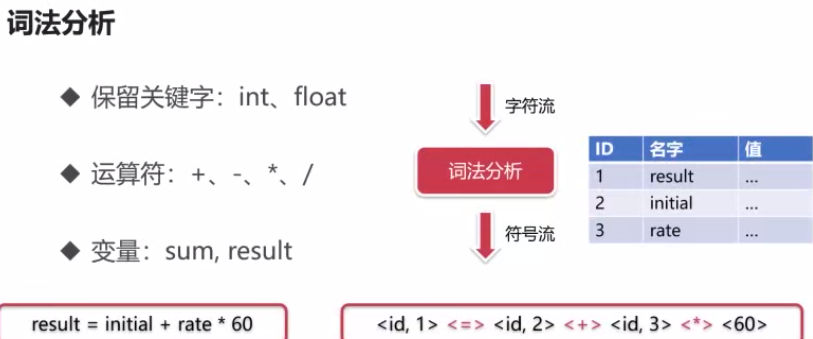 词法分析
◆ 保留关键字：int、float
◆ 运算符：+、-、*、/
◆ 变量：sum, result
字符流
词法分析
符号流
ID 名字 值
1 result ...
2 initial ...
3 rate ...
result = initial + rate * 60
<id, 1> <=> <id, 2> <+> <id, 3> <*> <60>